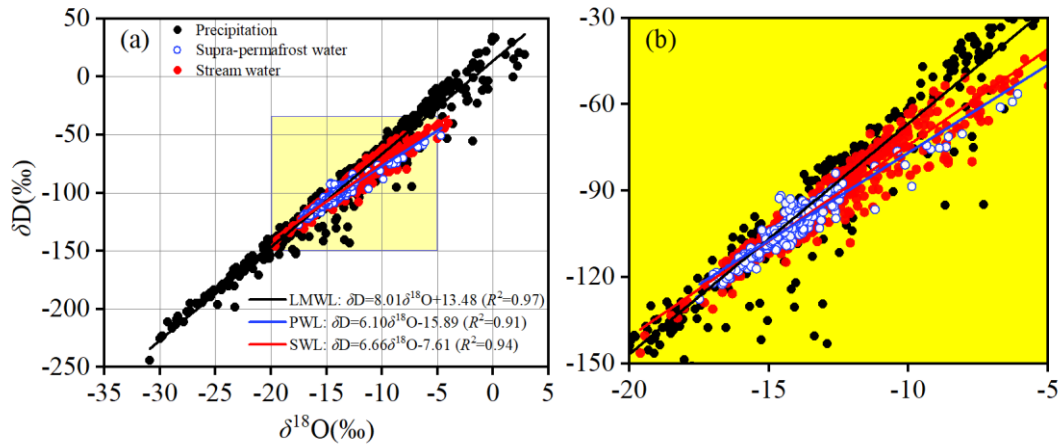 (a)
Precipitation
Supra-permafrost water
Stream water
50
0
-50
-100
-150
-200
-250
δD(‰)
LMWL: δD=8.01δ¹⁸O+13.48 (R²=0.97)
PWL: δD=6.10δ¹⁸O-15.89 (R²=0.91)
SWL: δD=6.66δ¹⁸O-7.61 (R²=0.94)
-35 -30 -25 -20 -15 -10 -5 0 5
δ¹⁸O(‰)
(b)
-30
-60
-90
-120
-150
-20 -15 -10 -5